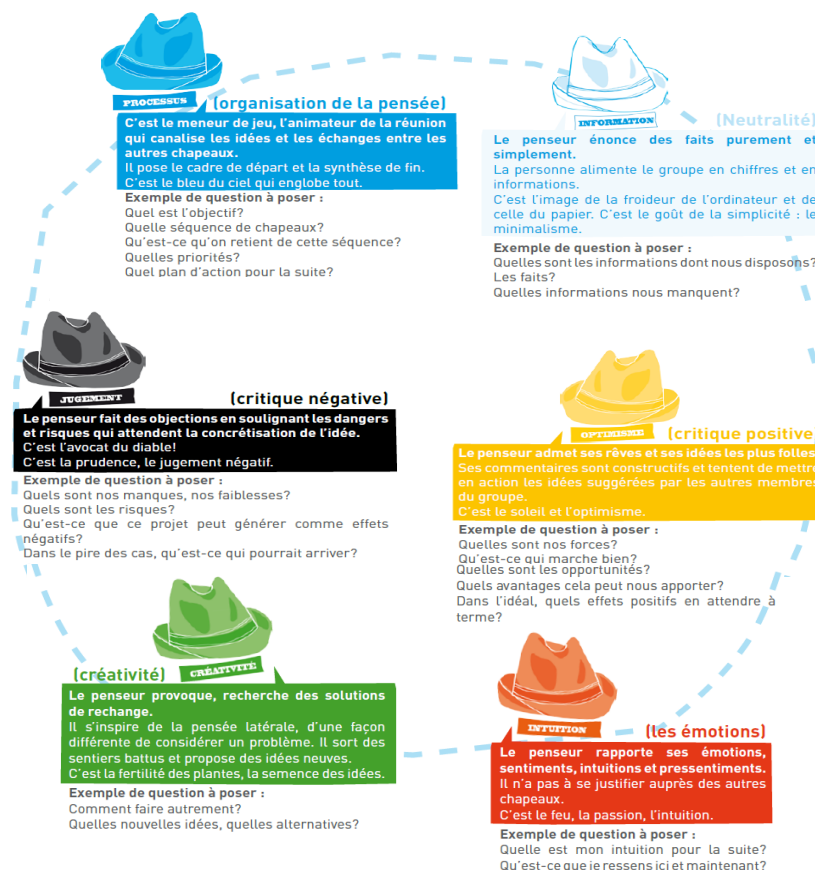 PROCESSUS
(organisation de la pensée)
C'est le meneur de jeu, l'animateur de la réunion
qui canalise les idées et les échanges entre les
autres chapeaux.
Il pose le cadre de départ et la synthèse de fin.
C'est le bleu du ciel qui englobe tout.
Exemple de question à poser :
Quel est l'objectif?
Quelle séquence de chapeaux?
Qu'est-ce qu'on retient de cette séquence?
Quelles priorités?
Quel plan d'action pour la suite?
INFORMATION
(Neutralité)
Le penseur énonce des faits purement et
simplement.
La personne alimente le groupe en chiffres et en
informations.
C'est l'image de la froideur de l'ordinateur et de
celle du papier. C'est le goût de la simplicité : le
minimalisme.
Exemple de question à poser :
Quelles sont les informations dont nous disposons?
Les faits?
Quelles informations nous manquent?
JUGEMENT
(critique négative)
Le penseur fait des objections en soulignant les dangers
et risques qui attendent la concrétisation de l'idée.
C'est l'avocat du diable!
C'est la prudence, le jugement négatif.
Exemple de question à poser :
Quels sont nos manques, nos faiblesses?
Quels sont les risques?
Qu'est-ce que ce projet peut générer comme effets
négatifs?
Dans le pire des cas, qu'est-ce qui pourrait arriver?
OPTIMISME
(critique positive
Le penseur admet ses rêves et ses idées les plus folles
Ses commentaires sont constructifs et tentent de mettre
en action les idées suggérées par les autres membres
du groupe.
C'est le soleil et l'optimisme.
Exemple de question à poser :
Quelles sont nos forces?
Qu'est-ce qui marche bien?
Quelles sont les opportunités?
Quels avantages cela peut nous apporter?
Dans l'idéal, quels effets positifs en attendre à
terme?
(créativité)
CRÉATIVITÉ
Le penseur provoque, recherche des solutions
de rechange.
Il s'inspire de la pensée latérale, d'une façon
différente de considérer un problème. Il sort des
sentiers battus et propose des idées neuves.
C'est la fertilité des plantes, la semence des idées.
Exemple de question à poser :
Comment faire autrement?
Quelles nouvelles idées, quelles alternatives?
INTUITION
(les émotions)
Le penseur rapporte ses émotions,
sentiments, intuitions et pressentiments.
Il n'a pas à se justifier auprès des autres
chapeaux.
C'est le feu, la passion, l'intuition.
Exemple de question à poser :
Quelle est mon intuition pour la suite?
Qu'est-ce que je ressens ici et maintenant?